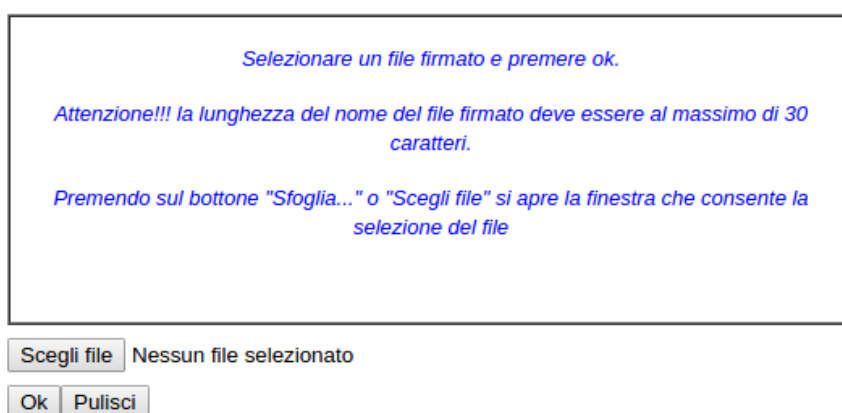 Selezionare un file firmato e premere ok.
Attenzione!!! la lunghezza del nome del file firmato deve essere al massimo di 30
caratteri.
Premendo sul bottone "Sfoglia..." o "Scegli file" si apre la finestra che consente la
selezione del file
Scegli file Nessun file selezionato
Ok Pulisci